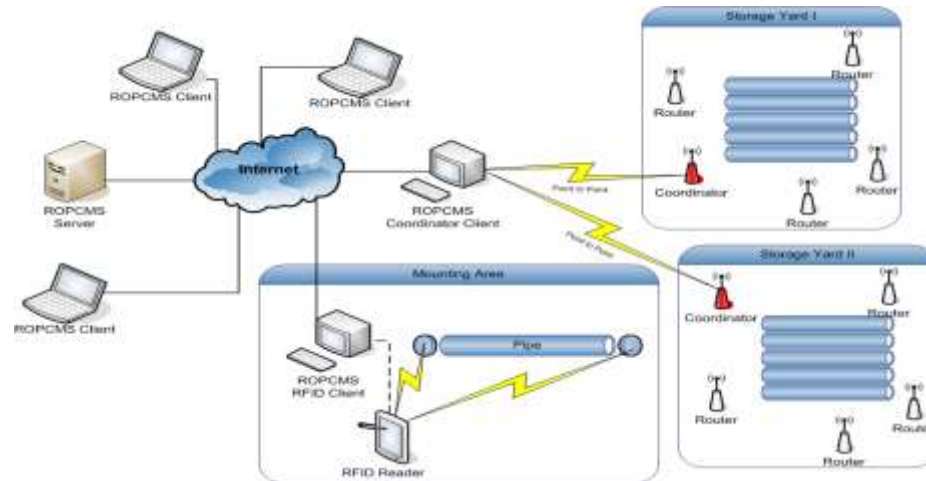 Storage Yard I
Router
Router
Router
Router
Coordinator
ROPCMS Client
ROPCMS Client
Internet
ROPCMS
Server
ROPCMS
Coordinator Client
Point to Point
Point to Point
ROPCMS Client
Mounting Area
Pipe
ROPCMS
RFID Client
RFID Reader
Storage Yard II
Router
Coordinator
Router
Router
Router